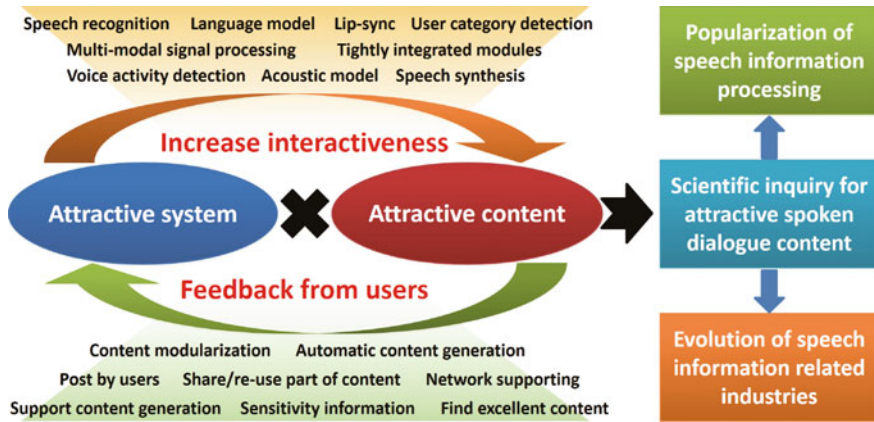 Speech recognition Language model Lip-sync User category detection
Multi-modal signal processing Tightly integrated modules
Voice activity detection Acoustic model Speech synthesis
Increase interactiveness
Attractive system
Attractive content
Feedback from users
Content modularization Automatic content generation
Post by users Share/re-use part of content Network supporting
Support content generation Sensitivity information Find excellent content
Popularization of
speech information
processing
Scientific inquiry for
attractive spoken
dialogue content
Evolution of speech
information related
industries